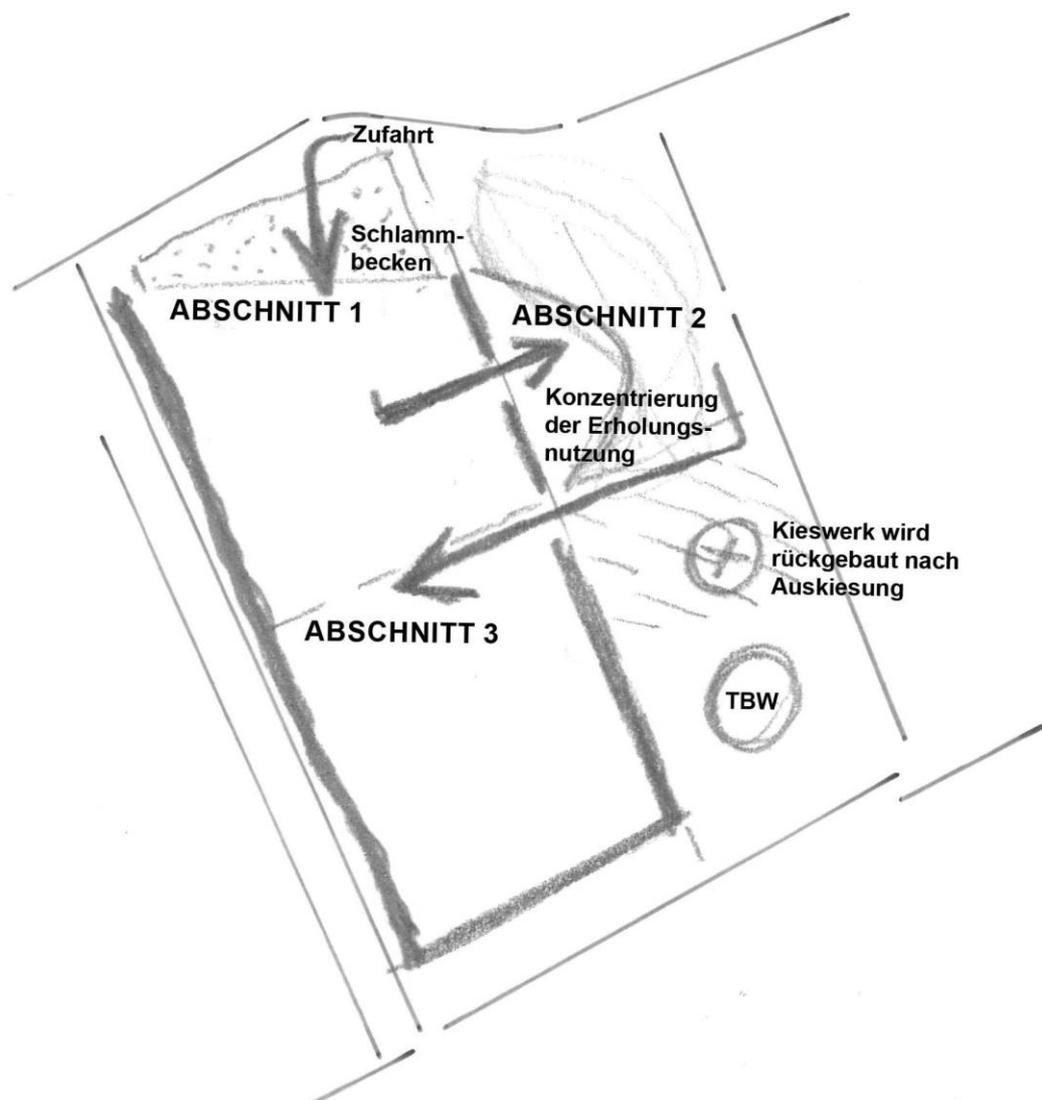 Zufahrt
Schlamm-
becken
ABSCHNITT 1
ABSCHNITT 2
Konzentrierung
der Erholungs-
nutzung
Kieswerk wird
rückgebaut nach
Auskiesung
ABSCHNITT 3
TBW